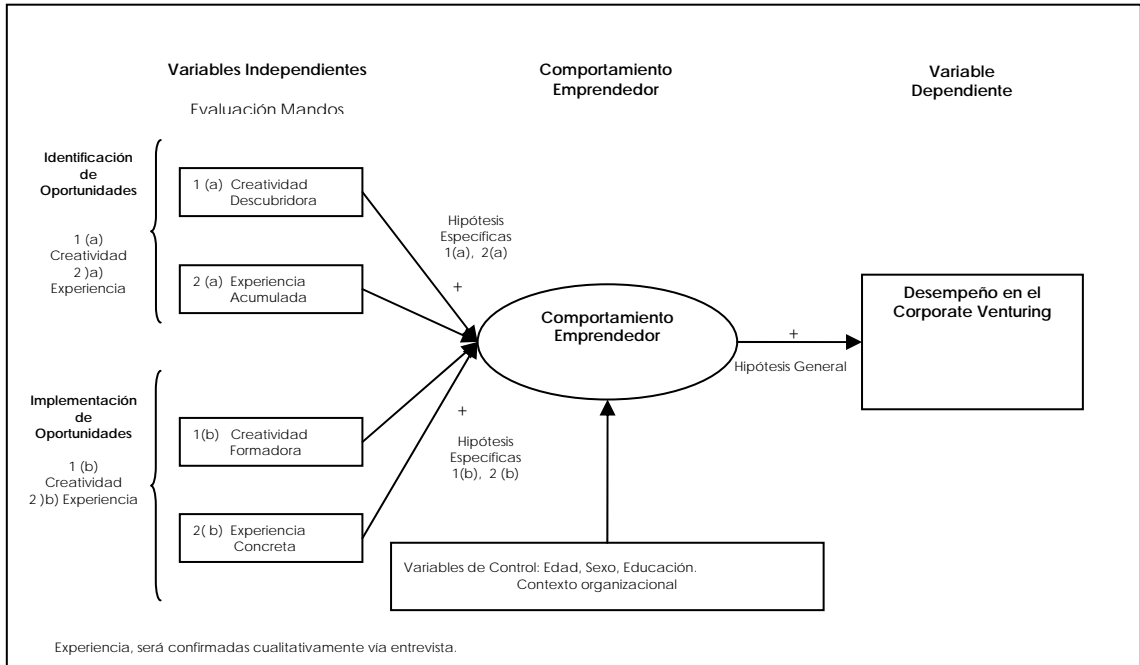 Variables Independientes
Evaluación Mandos
Comportamiento
Emprendedor
Variable
Dependiente
Identificación
de
Oportunidades
1 (a)
Creatividad
2 )a)
Experiencia
1 (a) Creatividad
Descubridora
2 (a) Experiencia
Acumulada
Hipótesis
Específicas
1(a), 2(a)
+
Comportamiento
Emprendedor
+
Hipótesis General
Desempeño en el
Corporate Venturing
Implementación
de
Oportunidades
1 (b)
Creatividad
2 )b) Experiencia
1(b) Creatividad
Formadora
2( b) Experiencia
Concreta
+
Hipótesis
Específicas
1(b), 2 (b)
Variables de Control: Edad, Sexo, Educación.
Contexto organizacional
Experiencia, será confirmadas cualitativamente vía entrevista.